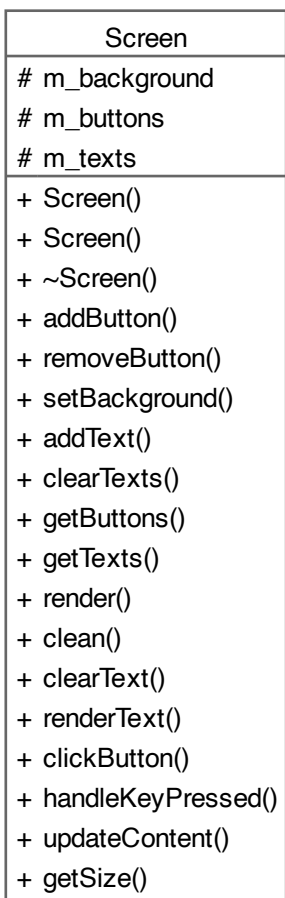 Screen
# m_background
# m_buttons
# m_texts
+ Screen()
+ Screen()
+ ~Screen()
+ addButton()
+ removeButton()
+ setBackground()
+ addText()
+ clearTexts()
+ getButtons()
+ getTexts()
+ render()
+ clean()
+ clearText()
+ renderText()
+ clickButton()
+ handleKeyPressed()
+ updateContent()
+ getSize()